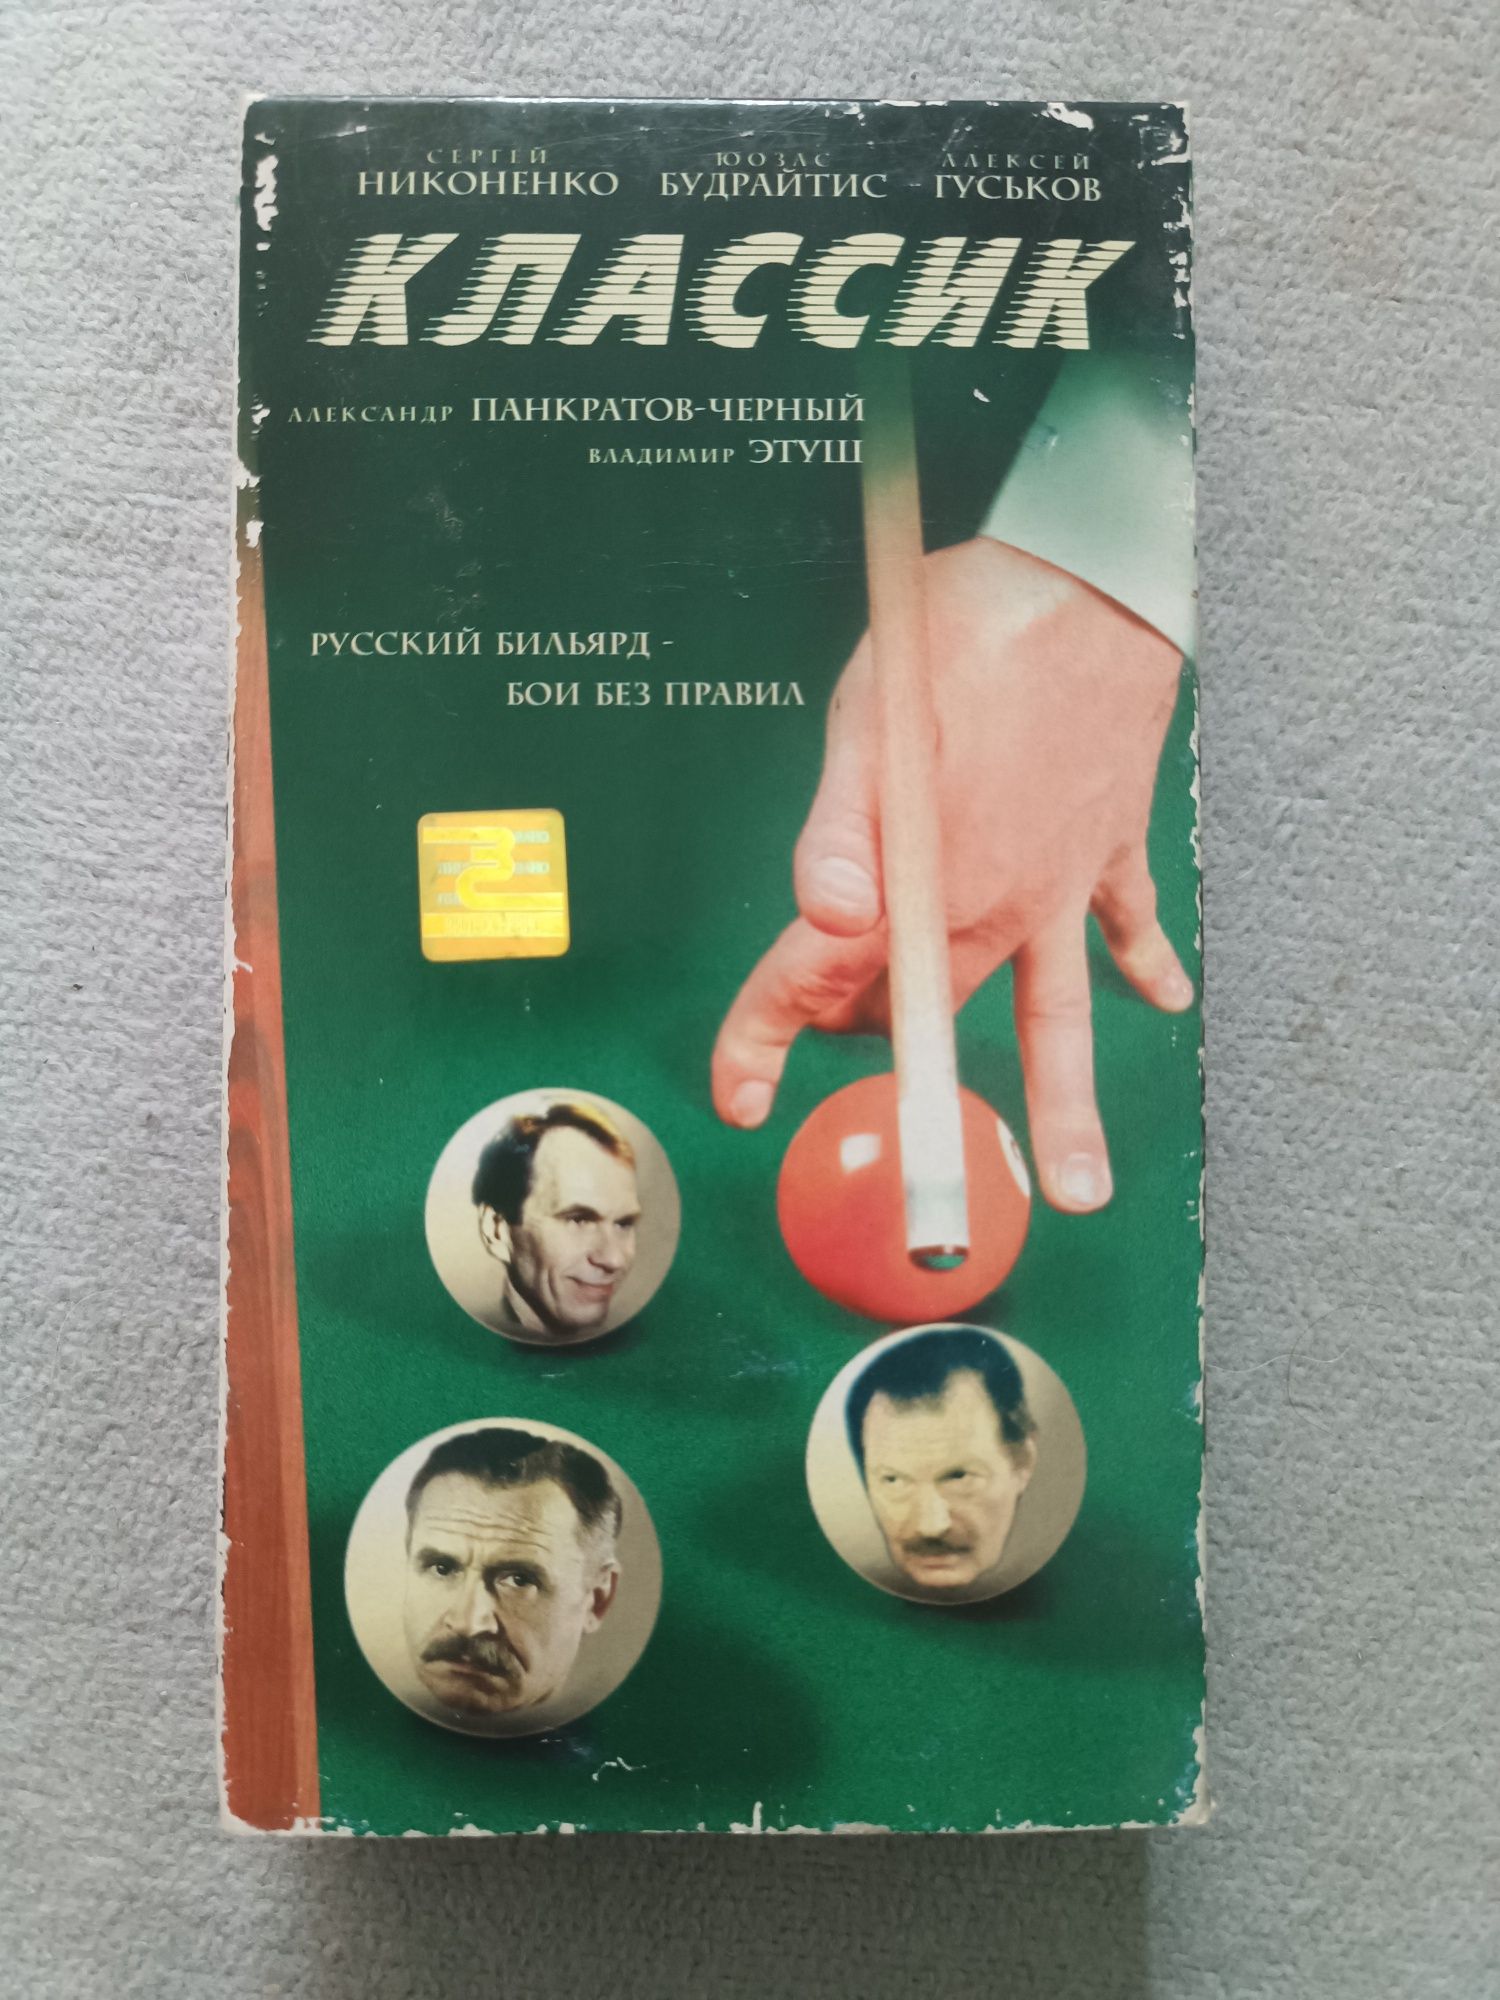 СЕРГЕЙ ЮОЗАС АЛЕКСЕЙ
НИКОНЕНКО БУДРАЙТИС ГУСЬКОВ
КЛАССИК
АЛЕКСАНДР ПАНКРАТОВ-ЧЕРНЫЙ
ВЛАДИМИР ЭТУШ
РУССКИЙ БИЛЬЯРД -
БОИ БЕЗ ПРАВИЛ